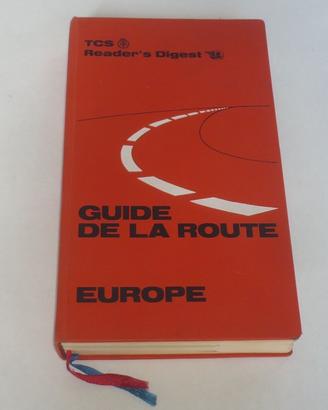 TCS
Reader's Digest
GUIDE
DE LA ROUTE
EUROPE